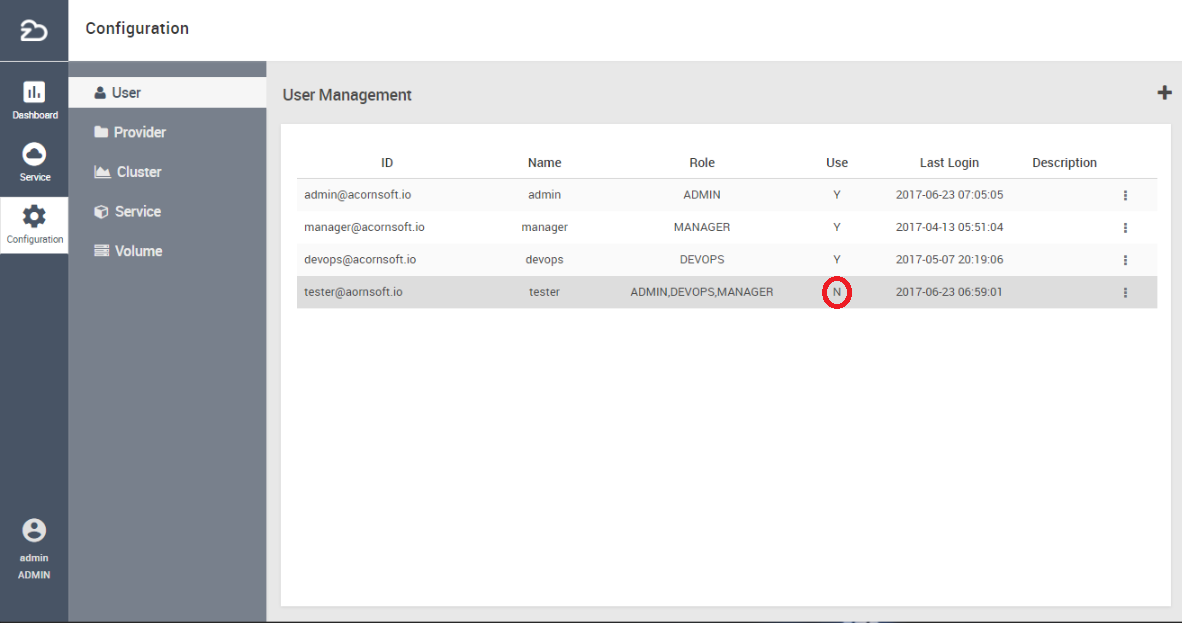 Configuration
Dashboard
Service
Configuration
admin
ADMIN
User
Provider
Cluster
Service
Volume
User Management
ID Name Role Use Last Login Description
admin@acornsoft.io admin ADMIN Y 2017-06-23 07:05:05
manager@acornsoft.io manager MANAGER Y 2017-04-13 05:51:04
devops@acornsoft.io devops DEVOPS Y 2017-05-07 20:19:06
tester@aornsoft.io tester ADMIN,DEVOPS,MANAGER N 2017-06-23 06:59:01